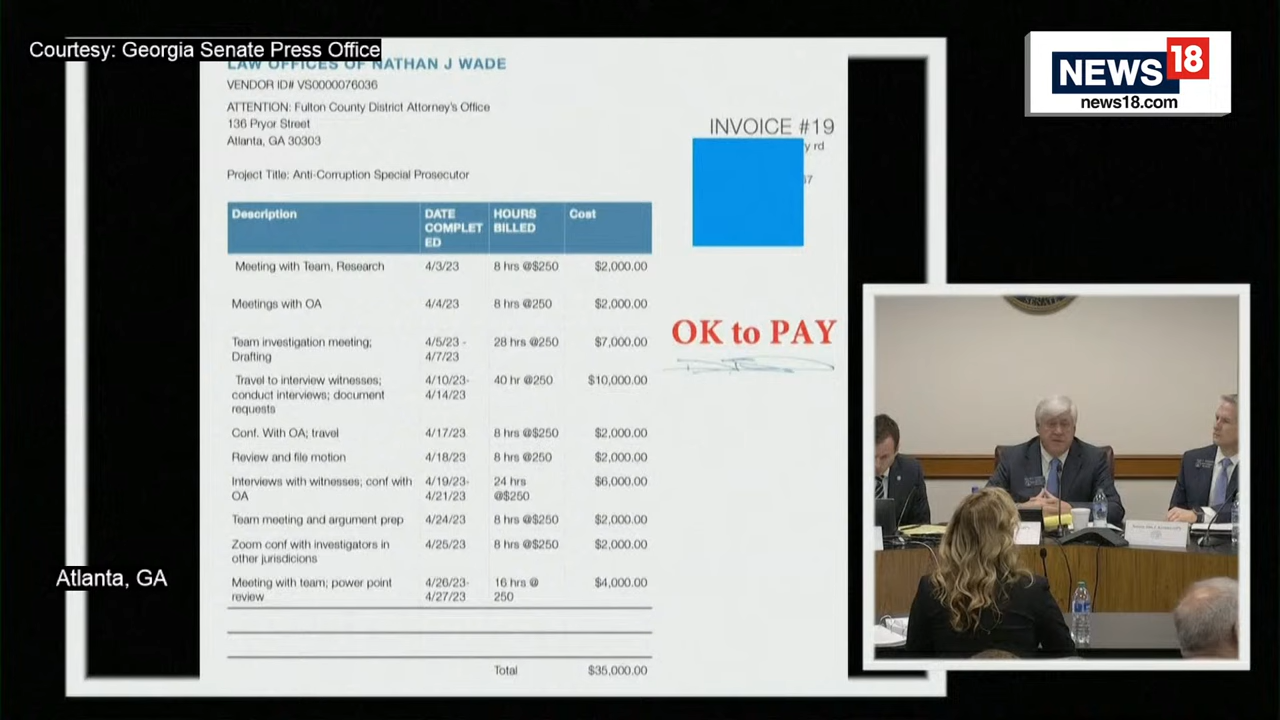 Courtesy: Georgia Senate Press Office
NEWS 18
news18.com
LAW OFFICES OF NATHAN J WADE
VENDOR ID# VS0000076036
ATTENTION: Fulton County District Attorney's Office
136 Pryor Street
Atlanta, GA 30303
INVOICE #19
y rd
67
Project Title: Anti-Corruption Special Prosecutor
Description DATE COMPLET ED HOURS BILLED Cost
Meeting with Team, Research 4/3/23 8 hrs @$250 $2,000.00
Meetings with OA 4/4/23 8 hrs @250 $2,000.00
Team investigation meeting; 4/5/23 - 28 hrs @250 $7,000.00
Drafting 4/7/23
Travel to interview witnesses; 4/10/23- 40 hr @250 $10,000.00
conduct interviews; document 4/14/23
requests
Conf. With OA; travel 4/17/23 8 hrs @$250 $2,000.00
Review and file motion 4/18/23 8 hrs @250 $2,000.00
Interviews with witnesses; conf with 4/19/23- 24 hrs $6,000.00
OA 4/21/23 @$250
Team meeting and argument prep 4/24/23 8 hrs @$250 $2,000.00
Zoom conf with investigators in 4/25/23 8 hrs @$250 $2,000.00
other jurisdicions
Meeting with team; power point 4/26/23- 16 hrs @ $4,000.00
review 4/27/23 250
Total $35,000.00
OK to PAY
SENATE
Atlanta, GA